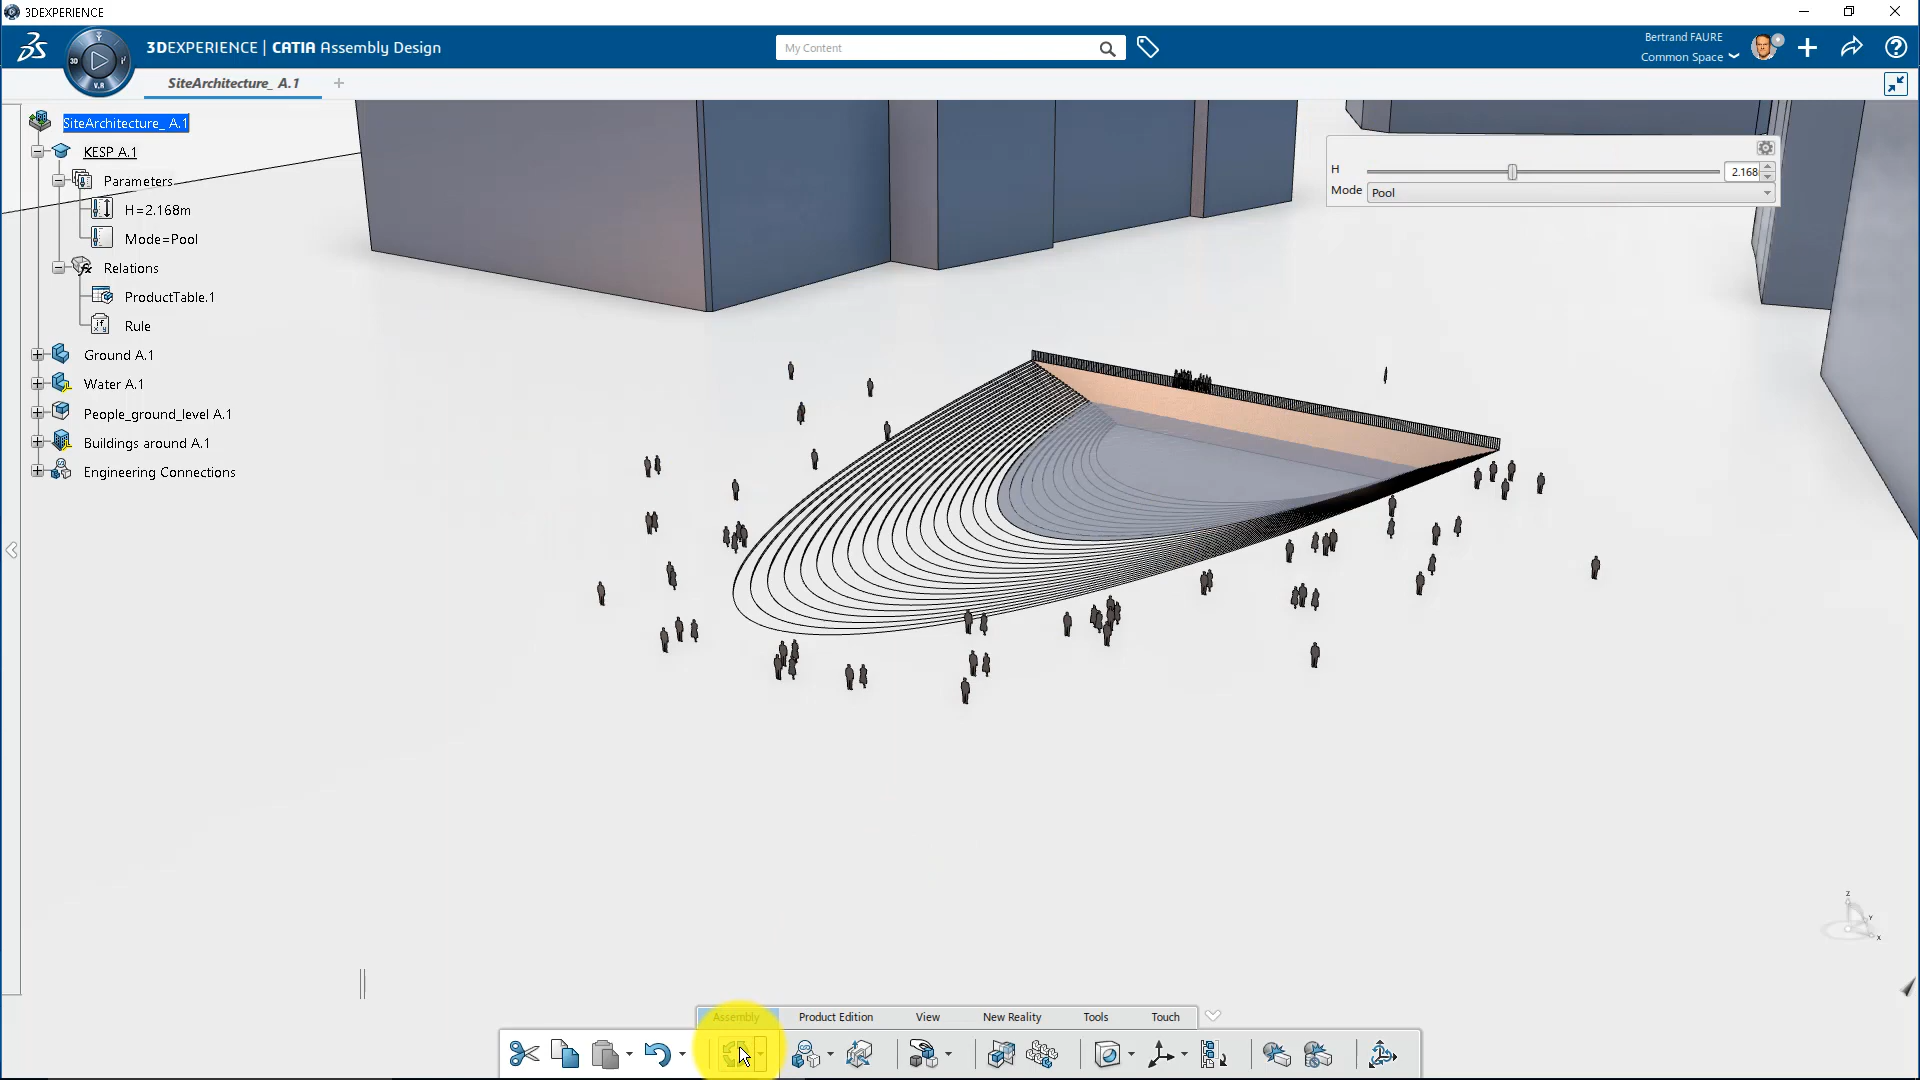 3DEXPERIENCE
3DEXPERIENCE | CATIA Assembly Design
My Content
Bertrand FAURE
Common Space
3D
V.R
SiteArchitecture_ A.1
SiteArchitecture_ A.1
KESP A.1
Parameters
H=2.168m
Mode=Pool
Relations
ProductTable.1
Rule
Ground A.1
Water A.1
People_ground_level A.1
Buildings around A.1
Engineering Connections
H
2.168
Mode
Pool
Z
Y
X
Assembly
Product Edition
View
New Reality
Tools
Touch